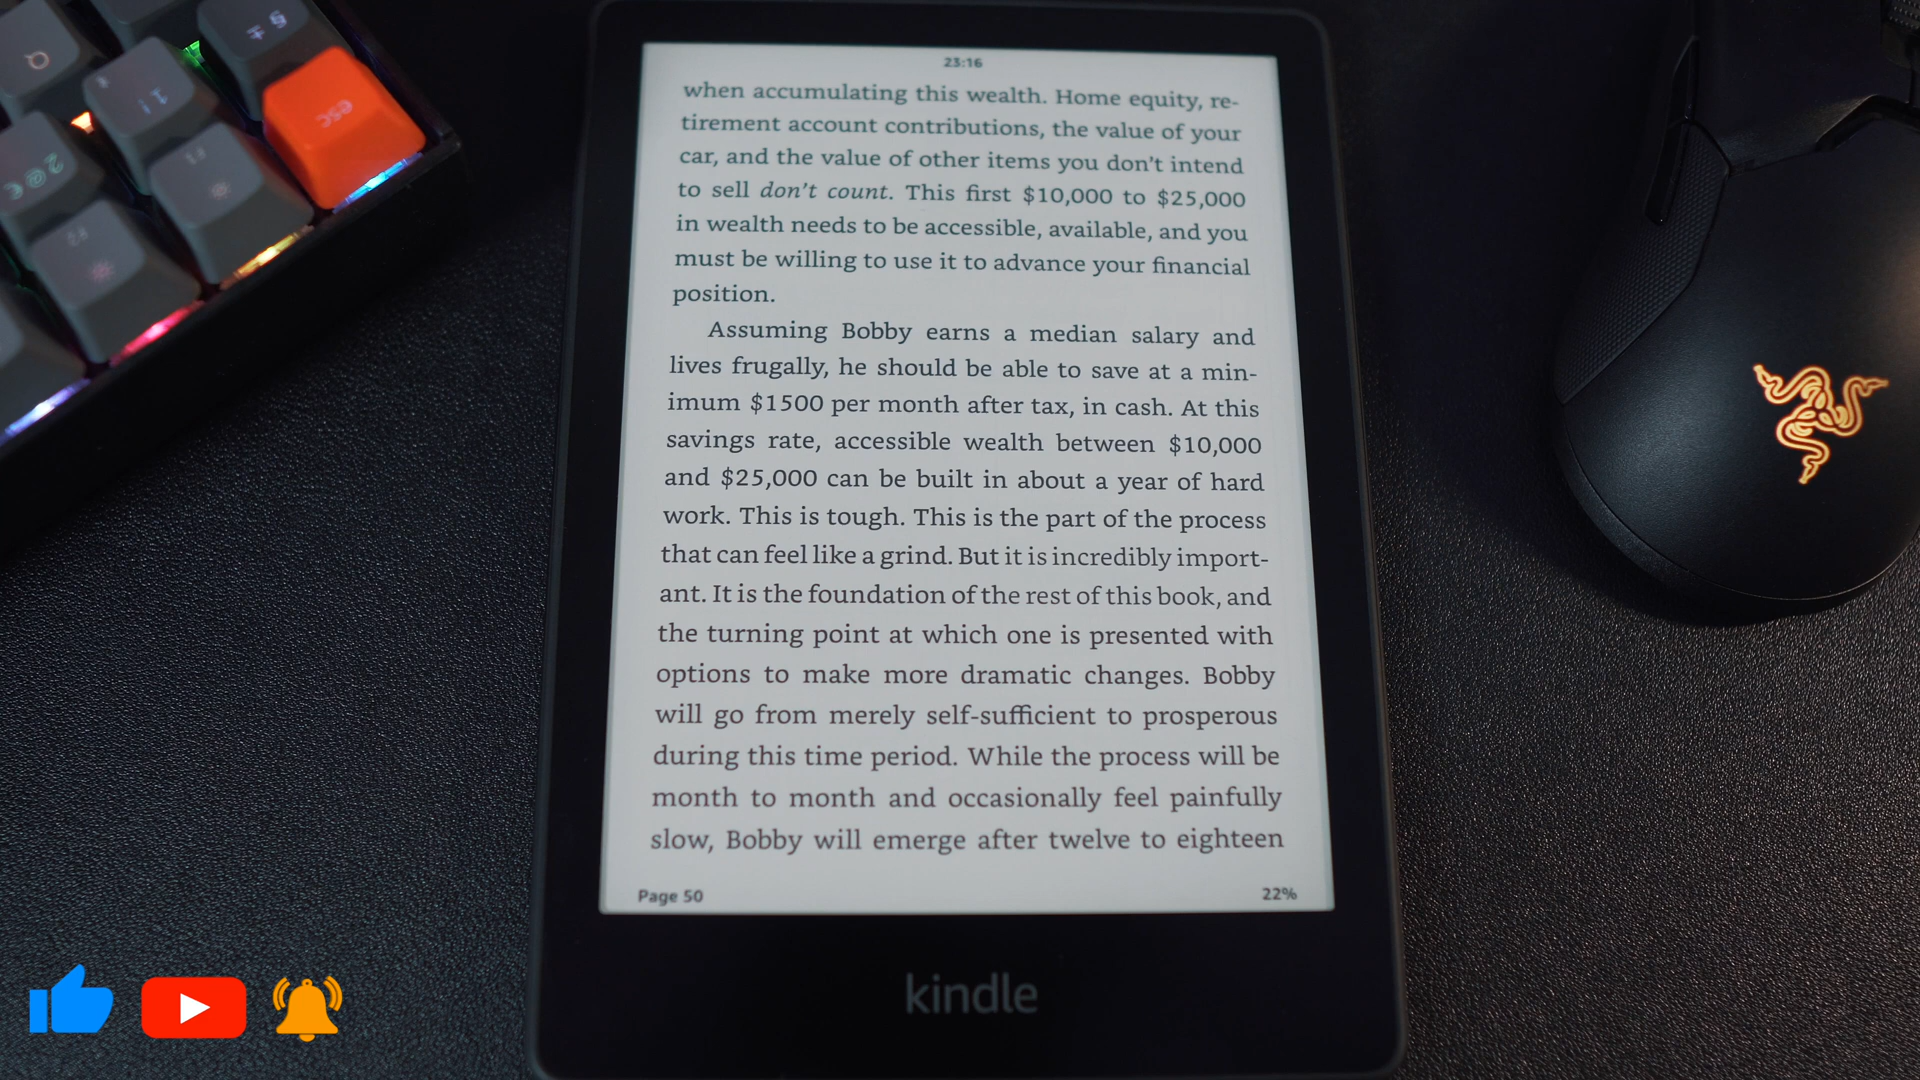 23:16
when accumulating this wealth. Home equity, re-
tirement account contributions, the value of your
car, and the value of other items you don't intend
to sell don't count. This first $10,000 to $25,000
in wealth needs to be accessible, available, and you
must be willing to use it to advance your financial
position.
Assuming Bobby earns a median salary and
lives frugally, he should be able to save at a min-
imum $1500 per month after tax, in cash. At this
savings rate, accessible wealth between $10,000
and $25,000 can be built in about a year of hard
work. This is tough. This is the part of the process
that can feel like a grind. But it is incredibly import-
ant. It is the foundation of the rest of this book, and
the turning point at which one is presented with
options to make more dramatic changes. Bobby
will go from merely self-sufficient to prosperous
during this time period. While the process will be
month to month and occasionally feel painfully
slow, Bobby will emerge after twelve to eighteen
Page 50 22%
kindle
esc
Q
2@€
1!